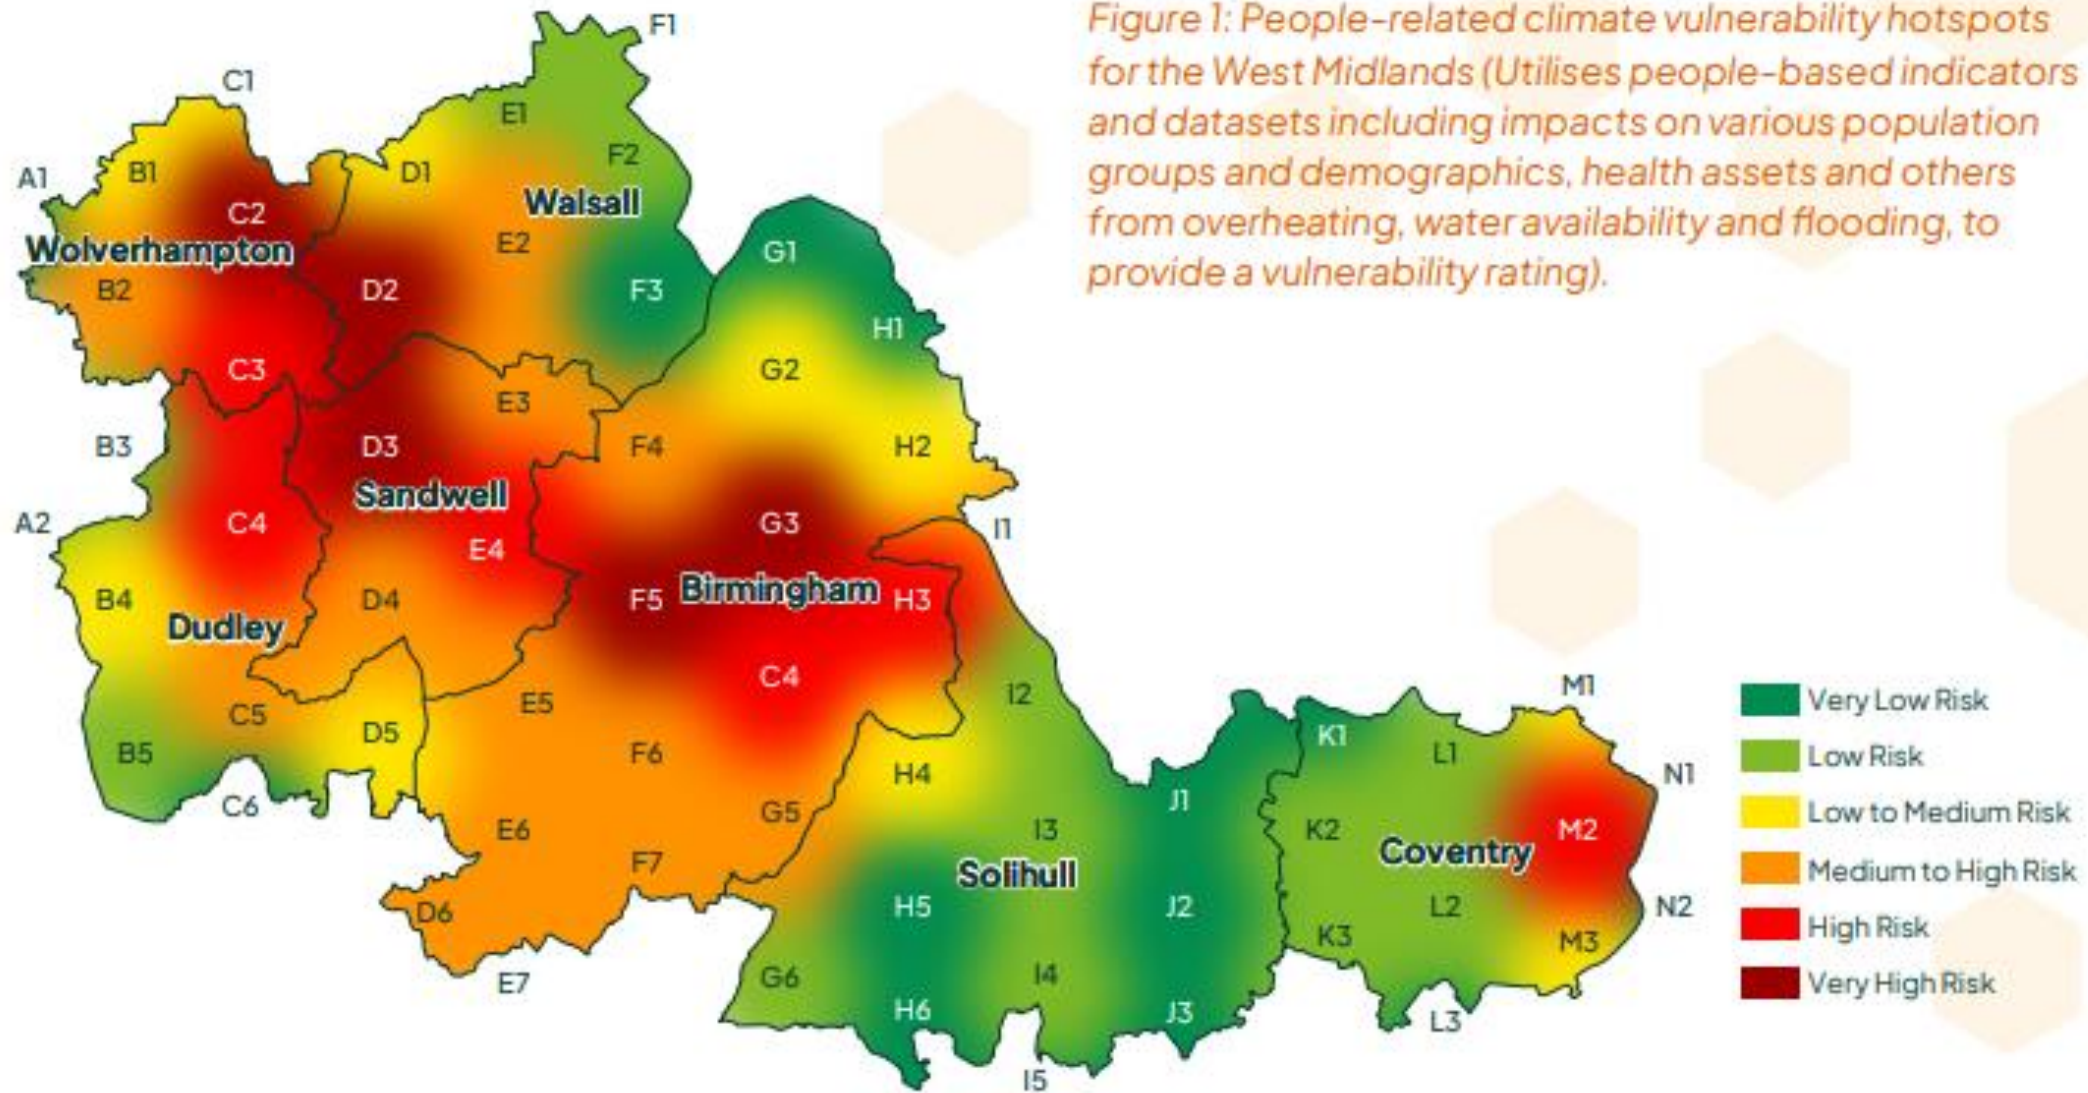 Figure 1: People-related climate vulnerability hotspots
for the West Midlands (Utilises people-based indicators
and datasets including impacts on various population
groups and demographics, health assets and others
from overheating, water availability and flooding, to
provide a vulnerability rating).
F1
C1
E1
F2
B1
D1
A1
Walsall
C2
E2
Wolverhampton
G1
B2
D2
F3
H1
C3
G2
E3
B3
D3
F4
H2
Sandwell
A2
C4
G3
I1
E4
Birmingham
B4
D4
F5
H3
Dudley
C4
M1
I2
Very Low Risk
E5
C5
D5
K1
B5
F6
L1
Low Risk
H4
N1
C6
J1
G5
Low to Medium Risk
E6
I3
K2
M2
Coventry
F7
Solihull
Medium to High Risk
D6
H5
J2
L2
N2
High Risk
K3
M3
G6
I4
E7
Very High Risk
H6
J3
L3
I5